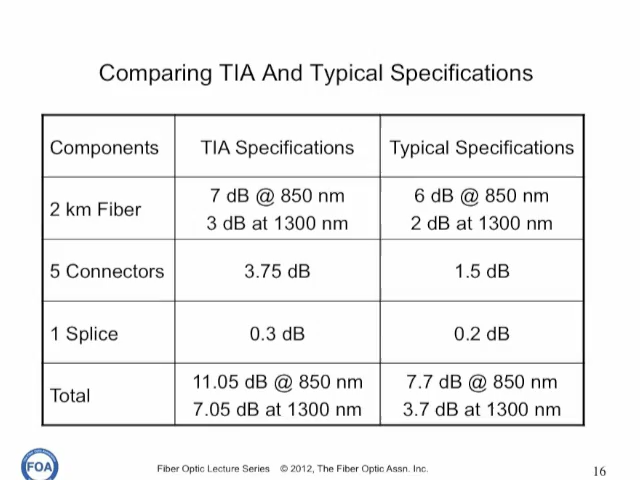 Comparing TIA And Typical Specifications
Components TIA Specifications Typical Specifications
2 km Fiber 7 dB @ 850 nm 6 dB @ 850 nm
3 dB at 1300 nm 2 dB at 1300 nm
5 Connectors 3.75 dB 1.5 dB
1 Splice 0.3 dB 0.2 dB
Total 11.05 dB @ 850 nm 7.7 dB @ 850 nm
7.05 dB at 1300 nm 3.7 dB at 1300 nm
FOA
Fiber Optic Lecture Series © 2012, The Fiber Optic Assn. Inc.
16